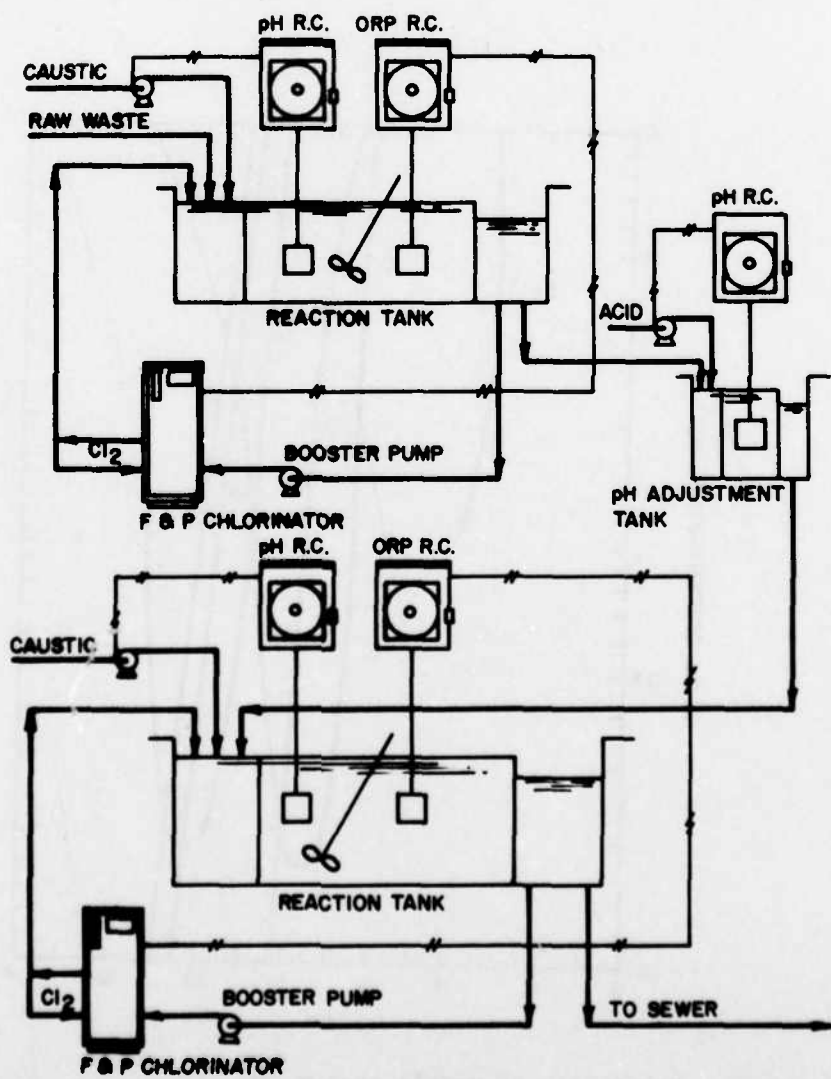 pH R.C. ORP R.C.
CAUSTIC
RAW WASTE
pH R.C.
REACTION TANK
ACID
Cl2
BOOSTER PUMP
F & P CHLORINATOR
pH ADJUSTMENT
TANK
pH R.C. ORP R.C.
CAUSTIC
REACTION TANK
Cl2
BOOSTER PUMP
TO SEWER
F & P CHLORINATOR